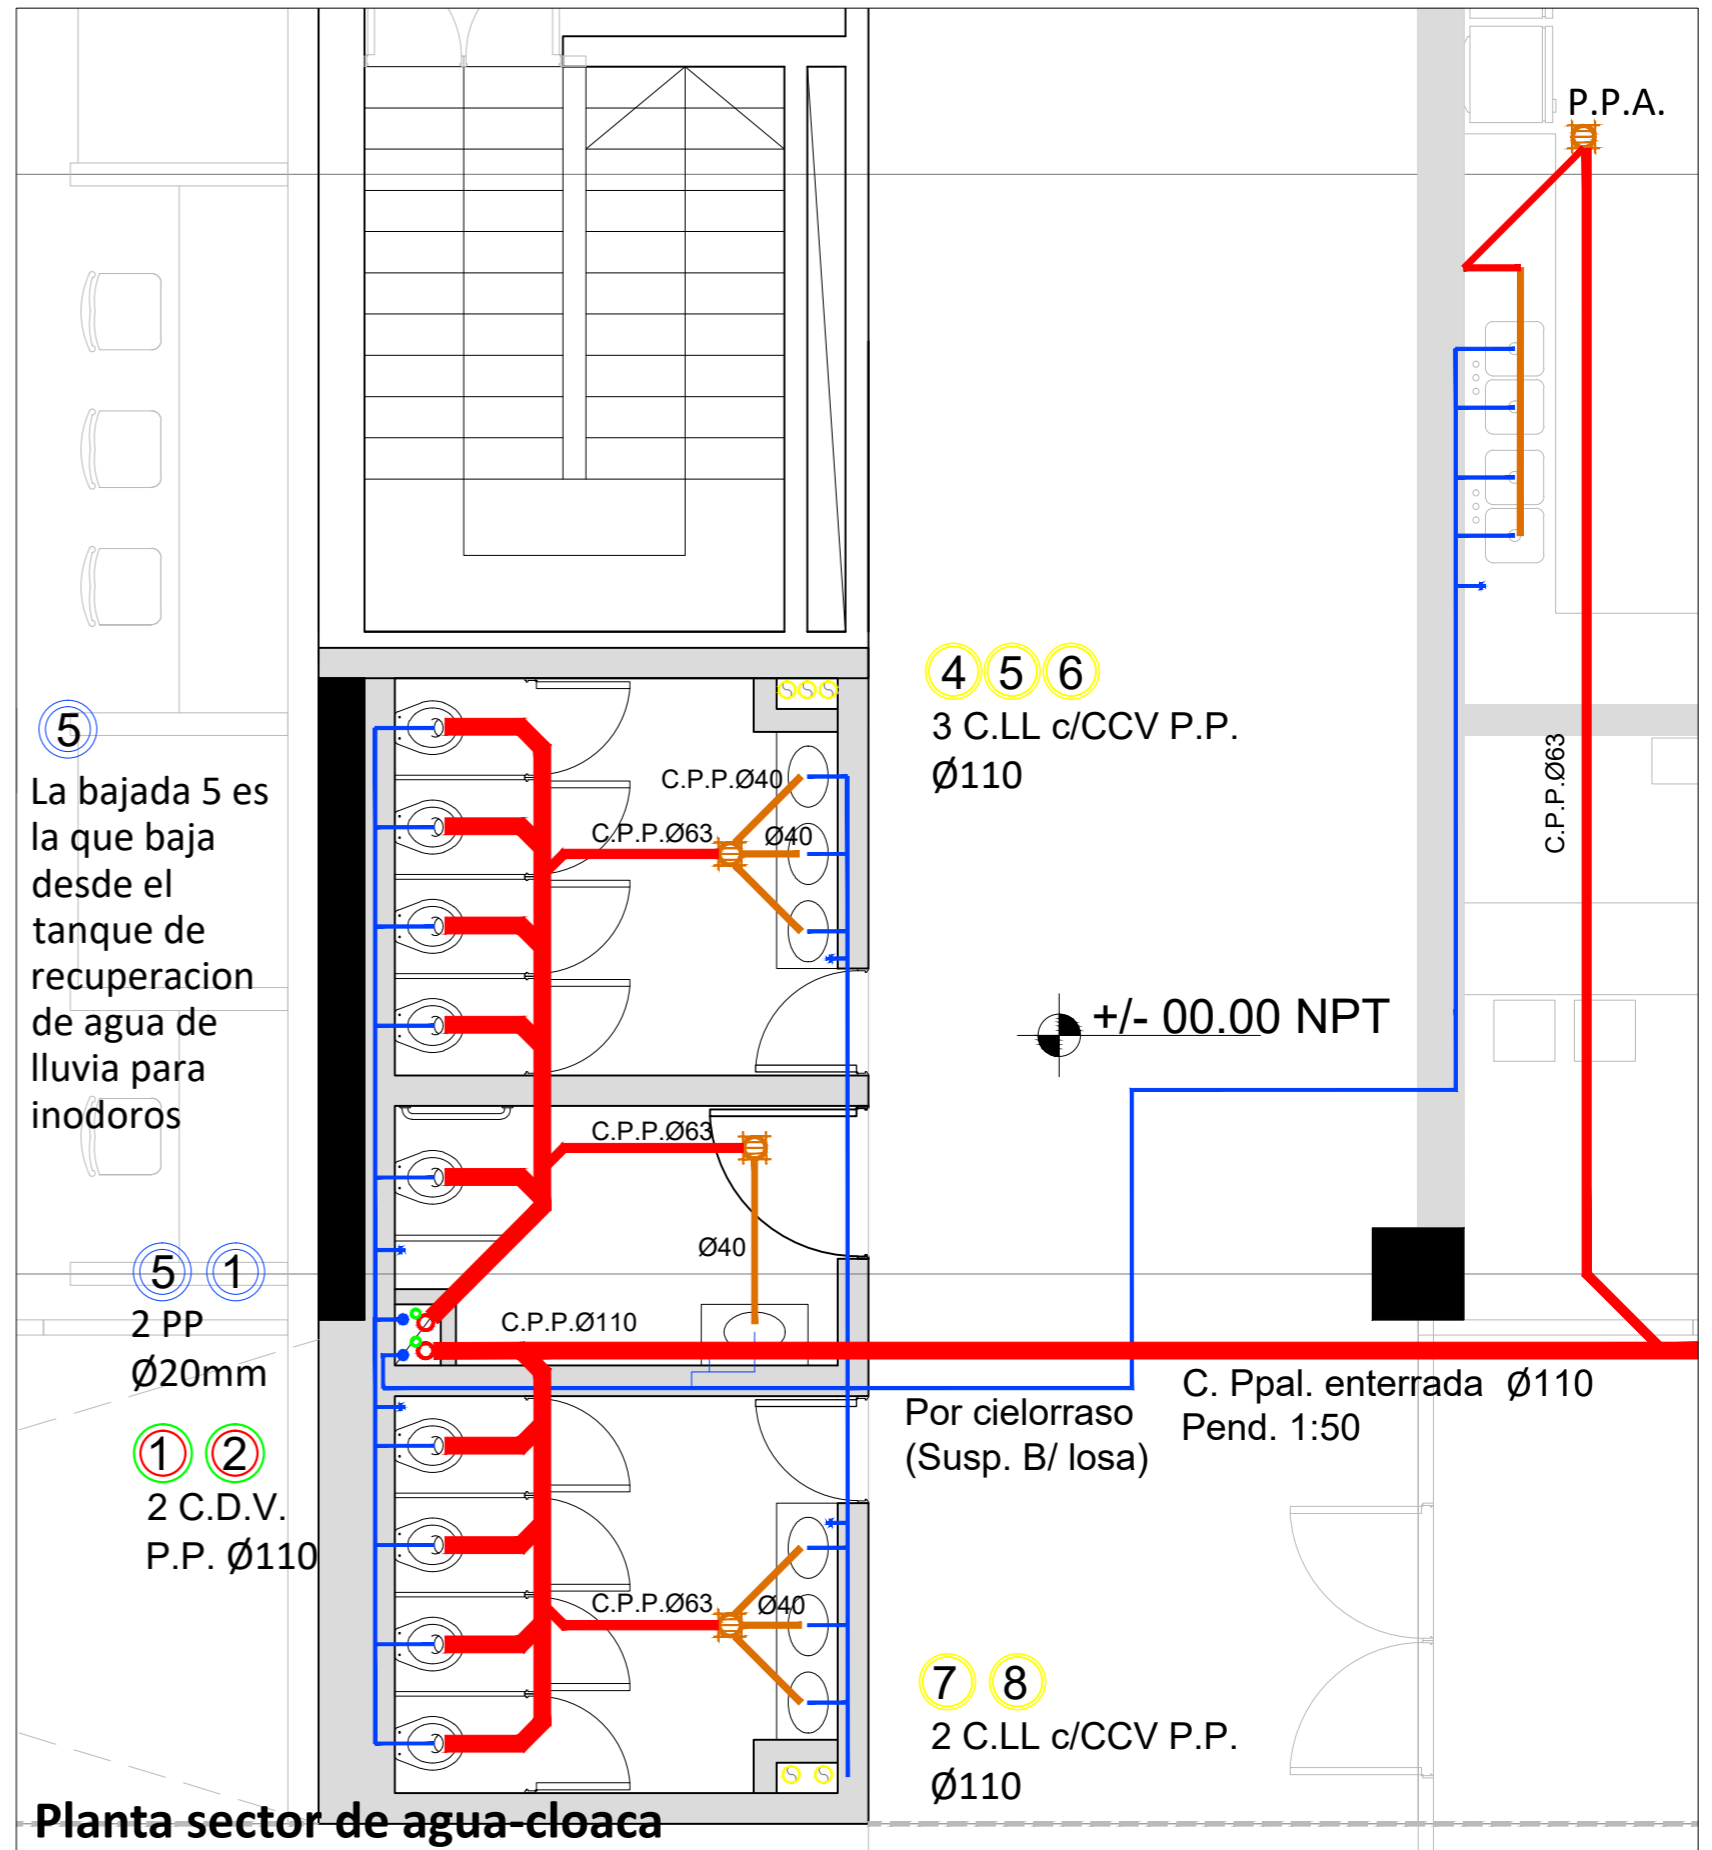 P.P.A.
4 5 6
3 C.LL c/CCV P.P.
Ø110
5
La bajada 5 es
la que baja
desde el
tanque de
recuperacion
de agua de
lluvia para
inodoros
C.P.P.Ø40
C.P.P.Ø63
Ø40
C.P.P.Ø63
+/- 00.00 NPT
C.P.P.Ø63
Ø40
5 1
2 PP
Ø20mm
C.P.P.Ø110
C. Ppal. enterrada Ø110
Pend. 1:50
Por cielorraso
(Susp. B/ losa)
1 2
2 C.D.V.
P.P. Ø110
C.P.P.Ø63
Ø40
7 8
2 C.LL c/CCV P.P.
Ø110
Planta sector de agua-cloaca